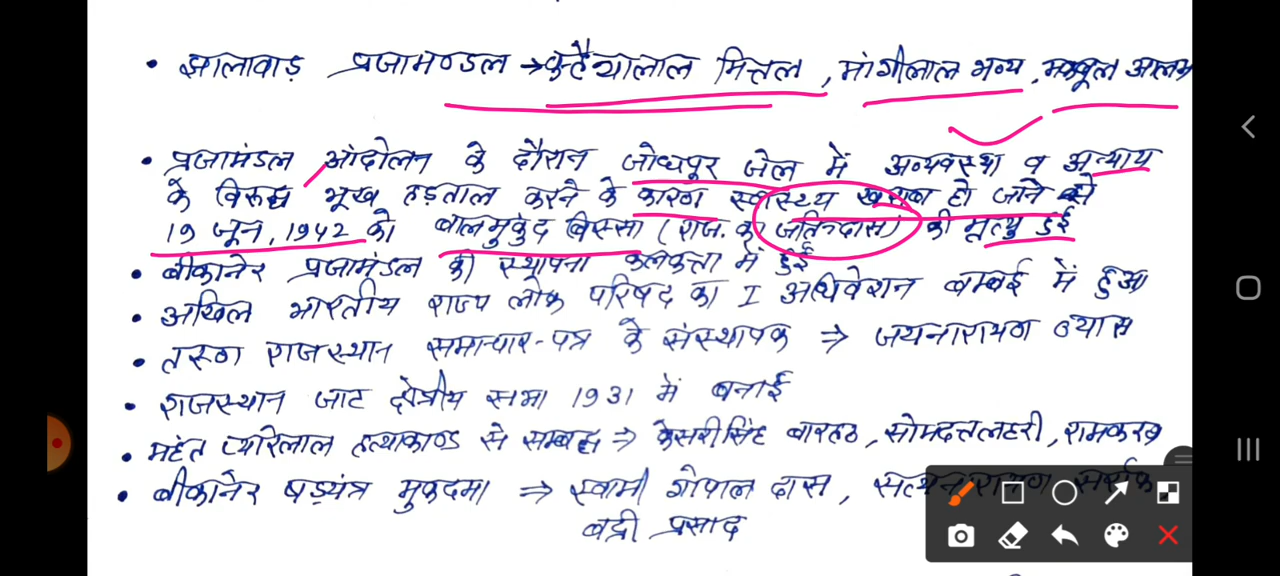 • झालावाड़ प्रजामण्डल → कन्हैयालाल मित्तल, मांगीलाल भव्य, मकबूल आलम
• प्रजामंडल आंदोलन के दौरान जोधपुर जेल में अव्यवस्था व अत्याय
के विरुद्ध भूख हड़ताल करने के कारण स्वास्थ्य खराब हो जाने से
19 जून, 1942 को बालमुकुंद बिस्सा (राज. का जतिनदास) की मृत्यु हुई
• बीकानेर प्रजामंडल की स्थापना कलकत्ता में हुई
• अखिल भारतीय राज्य लोक परिषद का I अधिवेशन बम्बई में हुआ
• तरुण राजस्थान समाचार-पत्र के संस्थापक ⇒ जयनारायण व्यास
• राजस्थान जाट क्षेत्रीय सभा 1931 में बनाई
• महंत प्यारेलाल हत्याकाण्ड से सम्बद्ध ⇒ केसरीसिंह बारहठ, सोमदत्त लहरी, रामकरण
• बीकानेर षड़यंत्र मुकदमा ⇒ स्वामी गोपाल दास, सत्यनारायण सर्राफ
बद्री प्रसाद